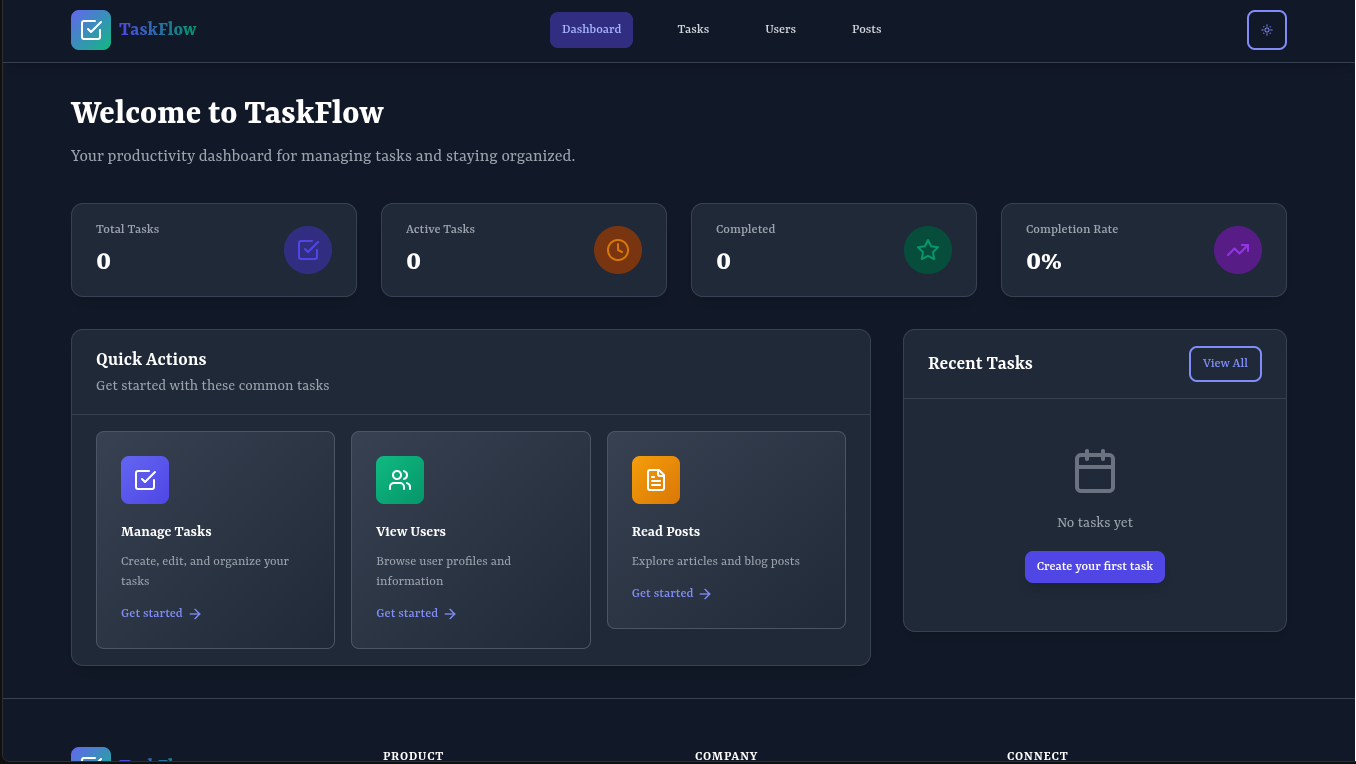 TaskFlow
Dashboard
Tasks
Users
Posts
Welcome to TaskFlow
Your productivity dashboard for managing tasks and staying organized.
Total Tasks
0
Active Tasks
0
Completed
0
Completion Rate
0%
Quick Actions
Get started with these common tasks
Manage Tasks
Create, edit, and organize your
tasks
Get started
View Users
Browse user profiles and
information
Get started
Read Posts
Explore articles and blog posts
Get started
Recent Tasks
View All
No tasks yet
Create your first task
PRODUCT
COMPANY
CONNECT